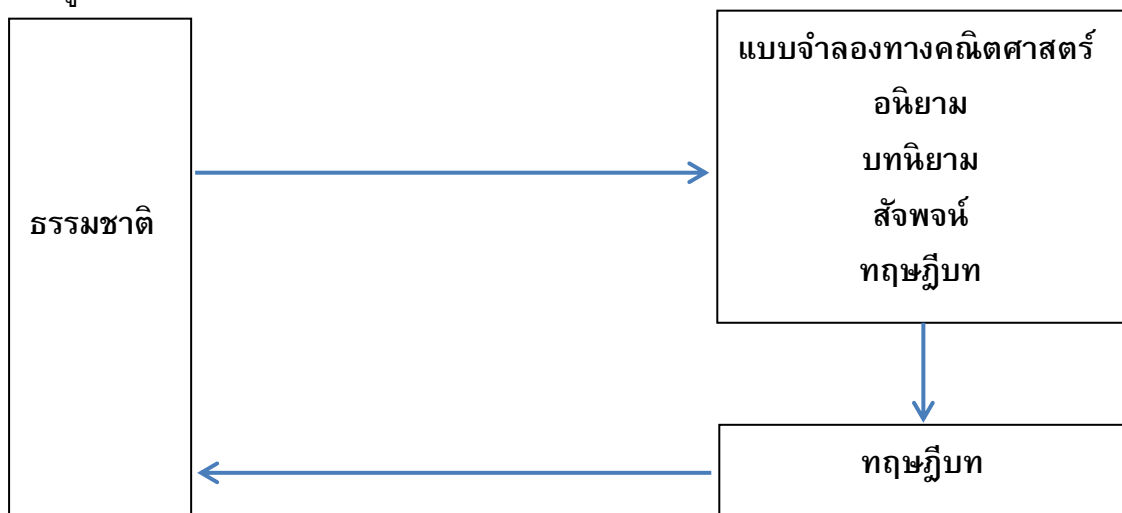 ธรรมชาติ
แบบจำลองทางคณิตศาสตร์
อนิยาม
บทนิยาม
สัจพจน์
ทฤษฎีบท
ทฤษฎีบท